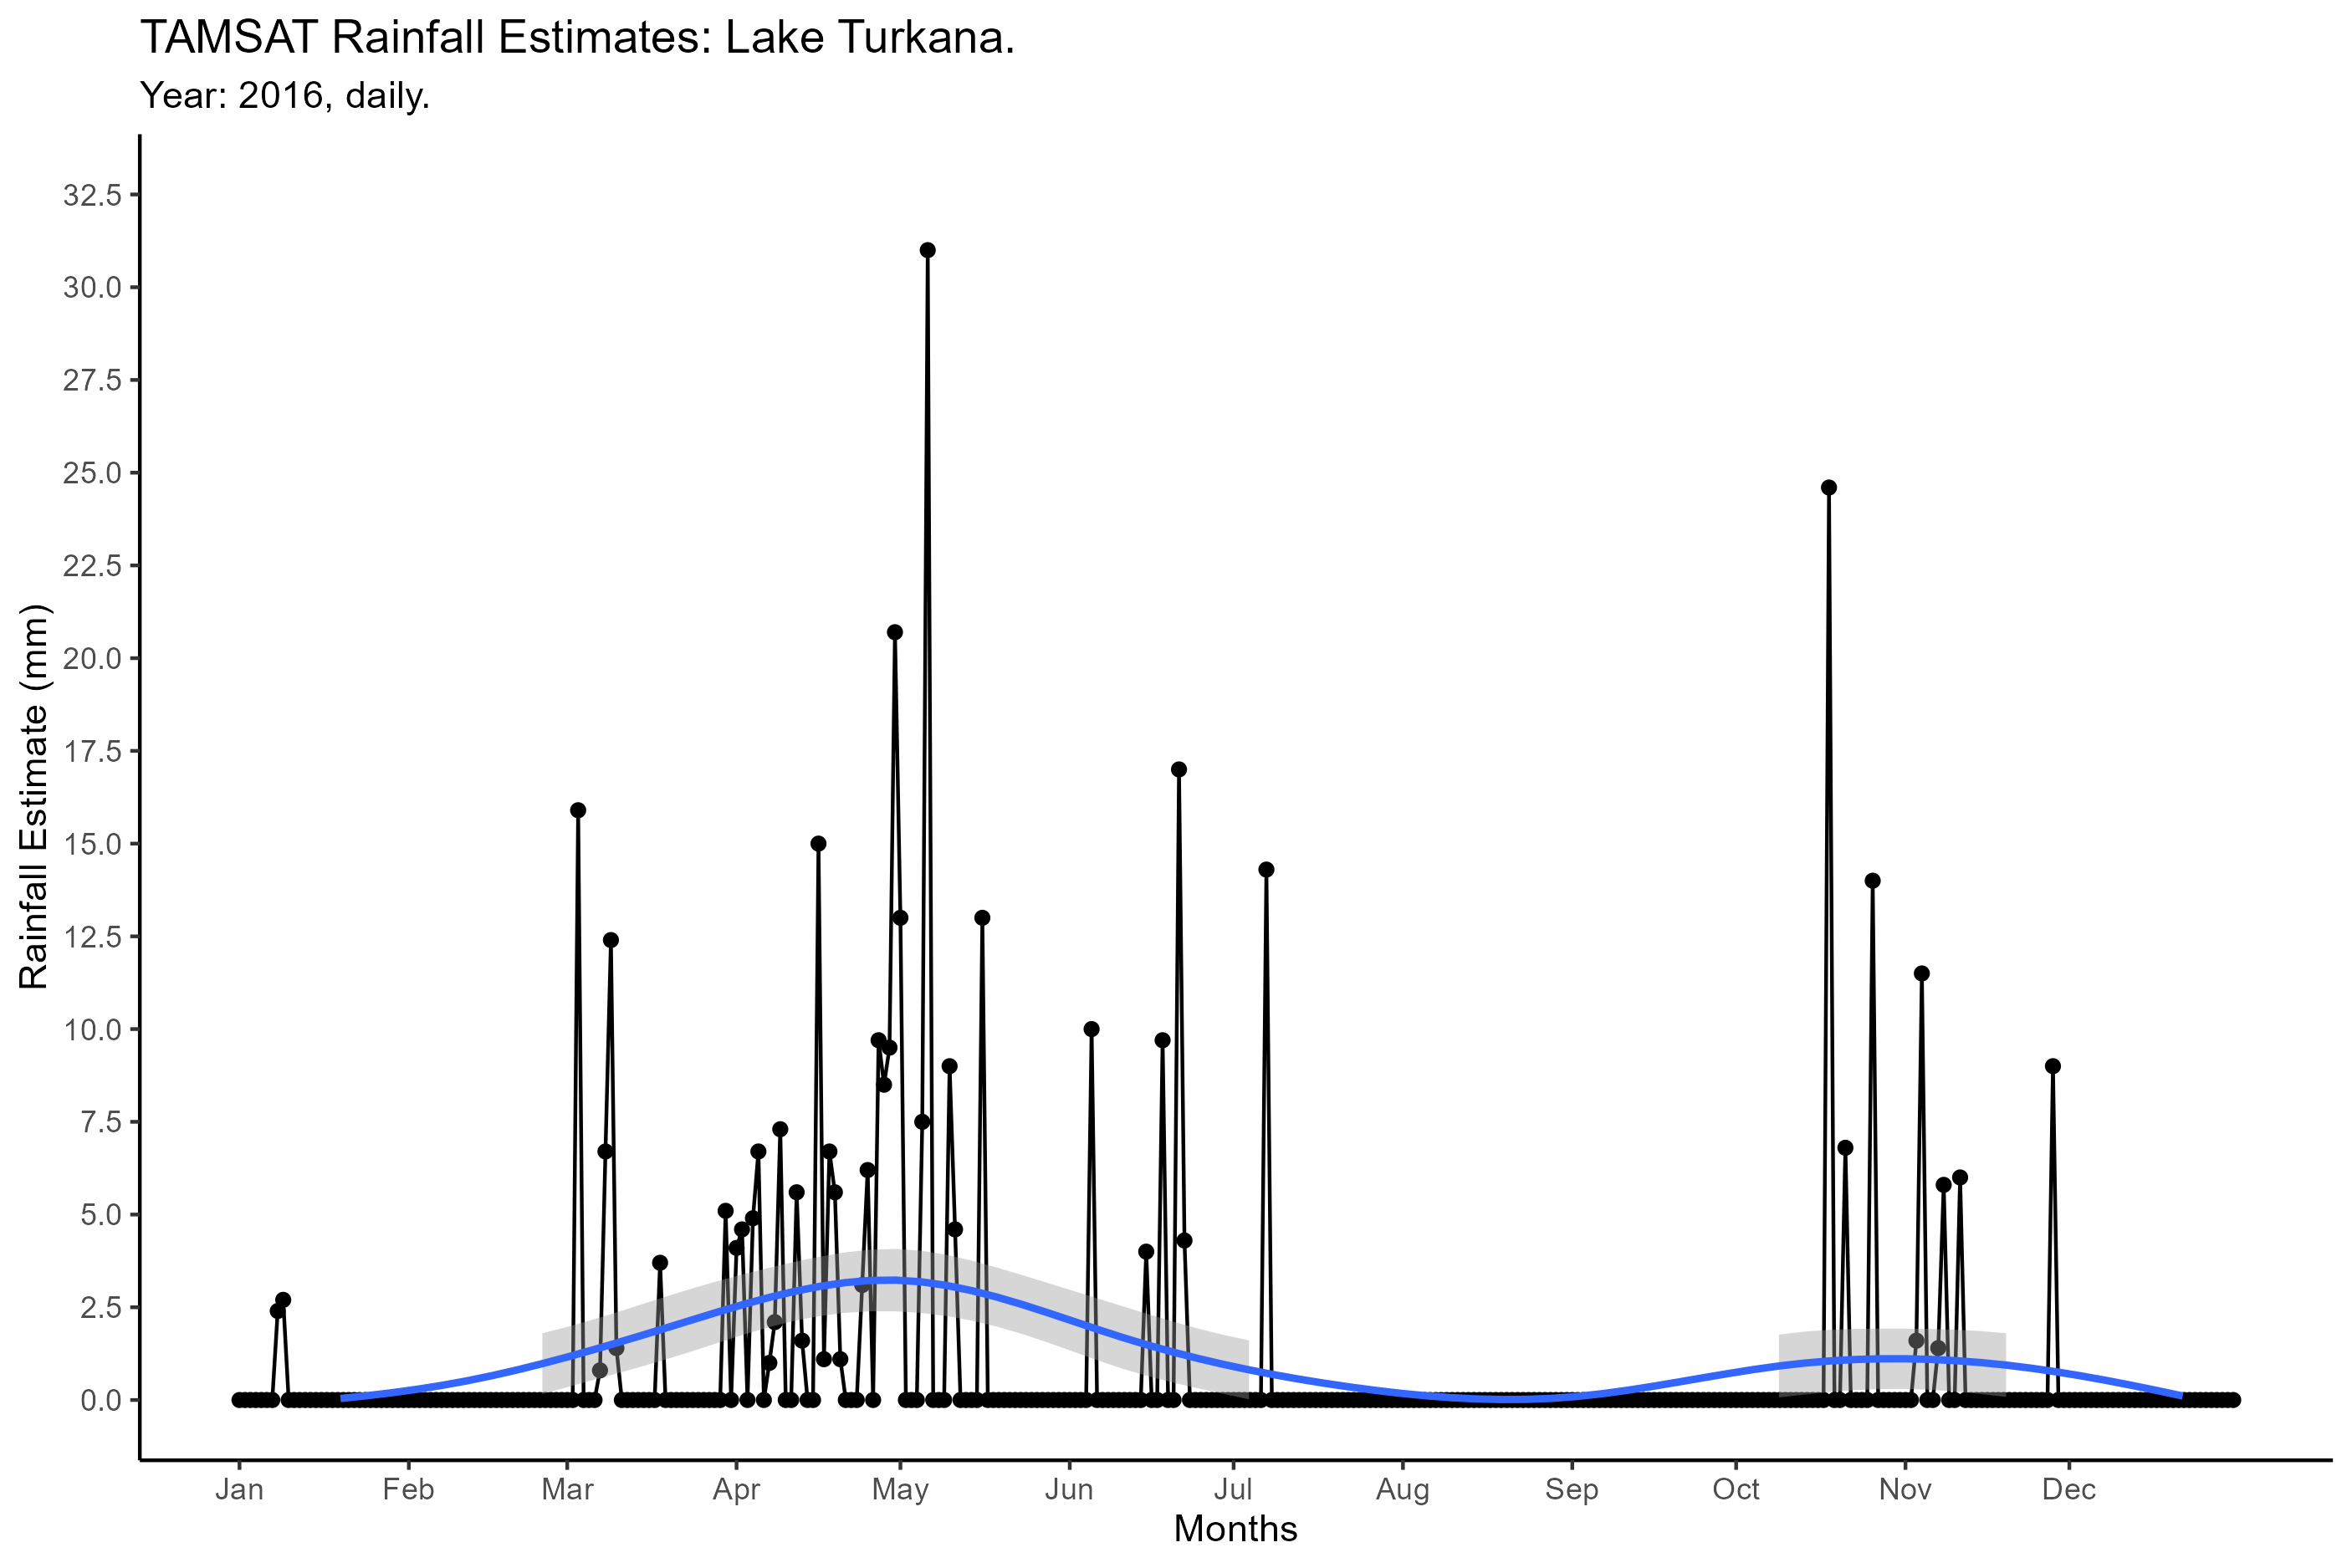 TAMSAT Rainfall Estimates: Lake Turkana.
Year: 2016, daily.
Rainfall Estimate (mm)
32.5
30.0
27.5
25.0
22.5
20.0
17.5
15.0
12.5
10.0
7.5
5.0
2.5
0.0
Jan Feb Mar Apr May Jun Jul Aug Sep Oct Nov Dec
Months